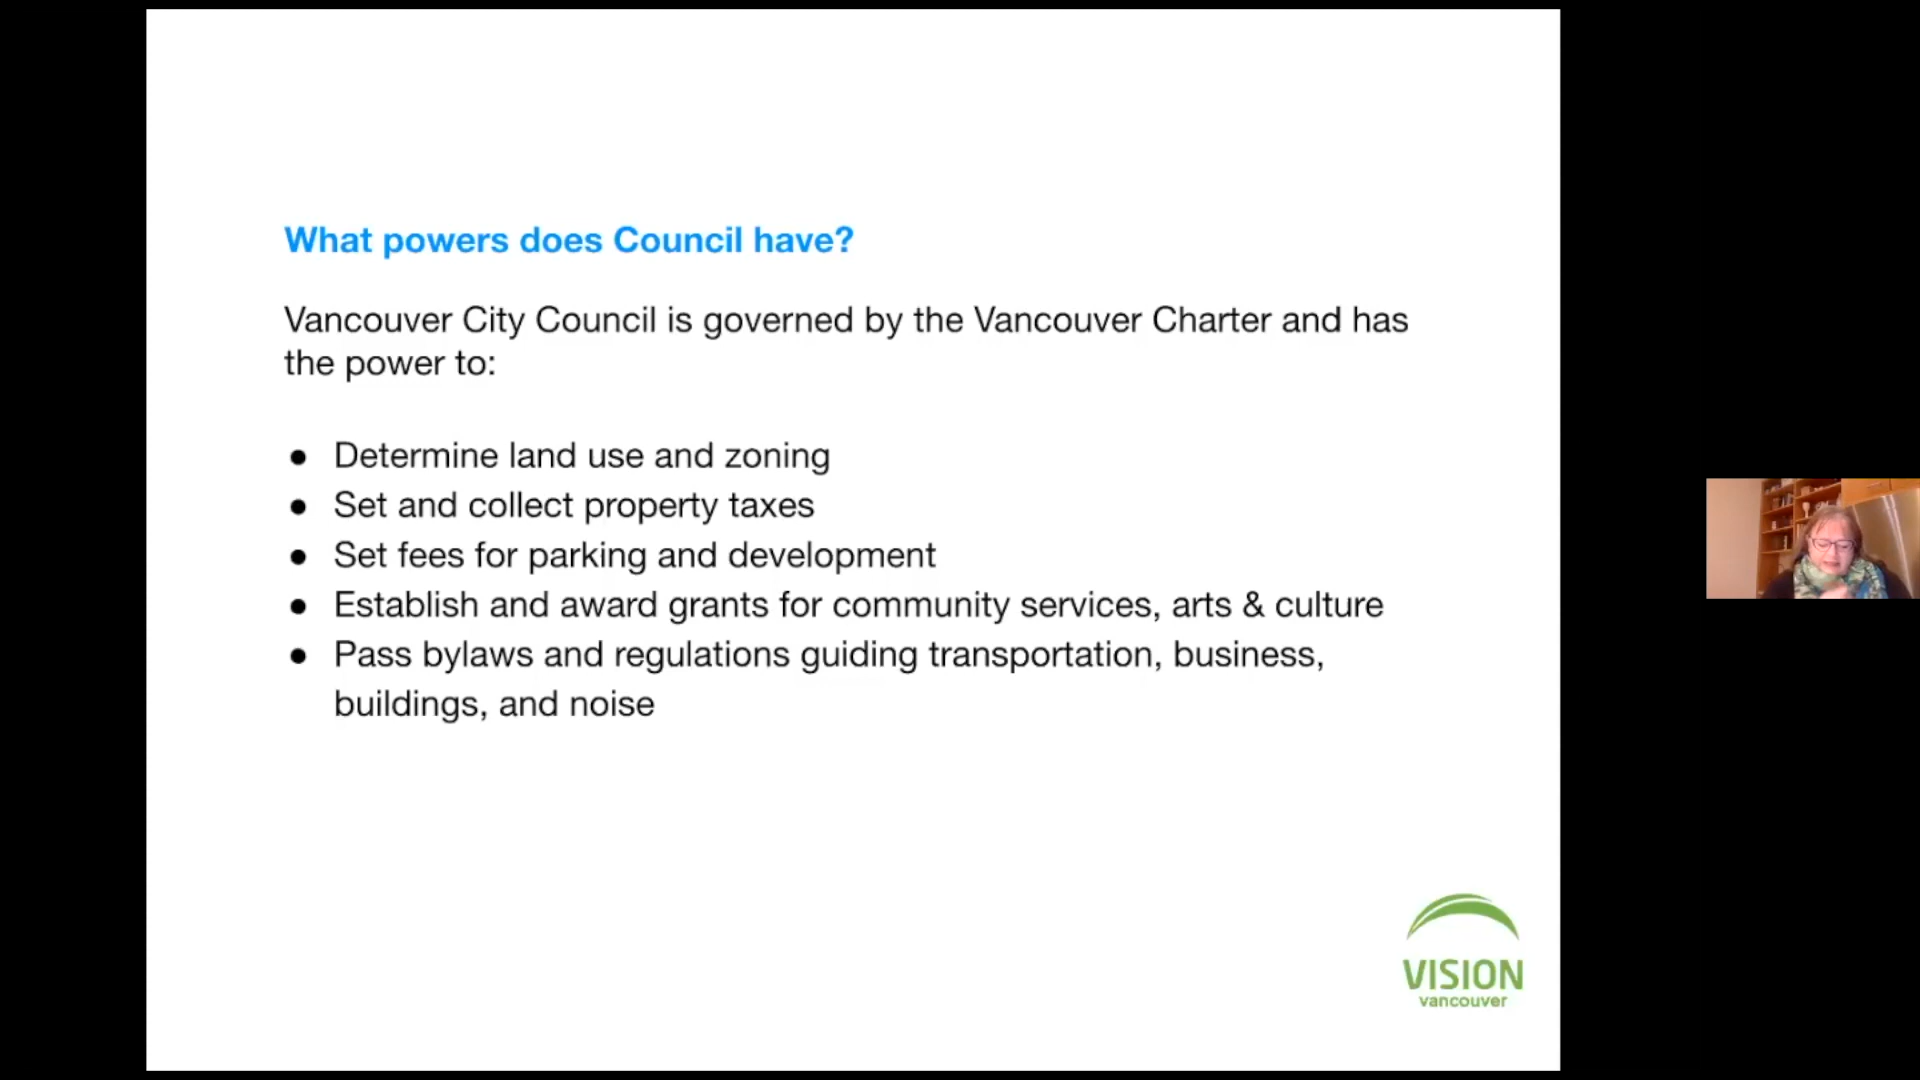 What powers does Council have?
Vancouver City Council is governed by the Vancouver Charter and has
the power to:
● Determine land use and zoning
● Set and collect property taxes
● Set fees for parking and development
● Establish and award grants for community services, arts & culture
● Pass bylaws and regulations guiding transportation, business,
buildings, and noise
VISION
vancouver